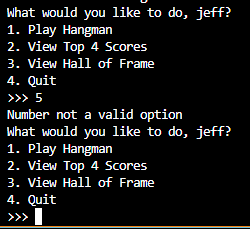 What would you like to do, jeff?
1. Play Hangman
2. View Top 4 Scores
3. View Hall of Frame
4. Quit
>>> 5
Number not a valid option
What would you like to do, jeff?
1. Play Hangman
2. View Top 4 Scores
3. View Hall of Frame
4. Quit
>>>